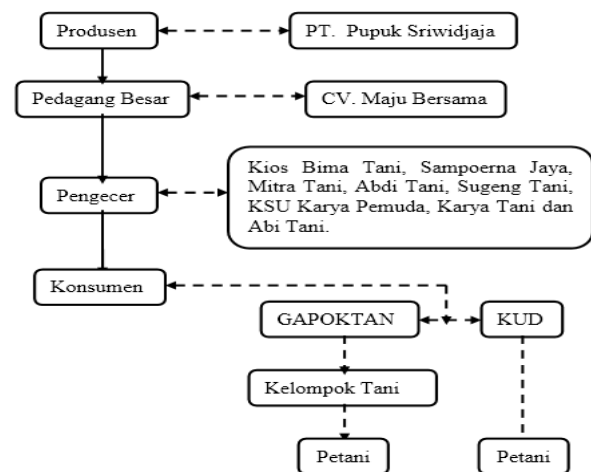 Produsen
PT. Pupuk Sriwidjaja
Pedagang Besar
CV. Maju Bersama
Pengecer
Kios Bima Tani, Sampoerna Jaya,
Mitra Tani, Abdi Tani, Sugeng Tani,
KSU Karya Pemuda, Karya Tani dan
Abi Tani.
Konsumen
GAPOKTAN
KUD
Kelompok Tani
Petani
Petani